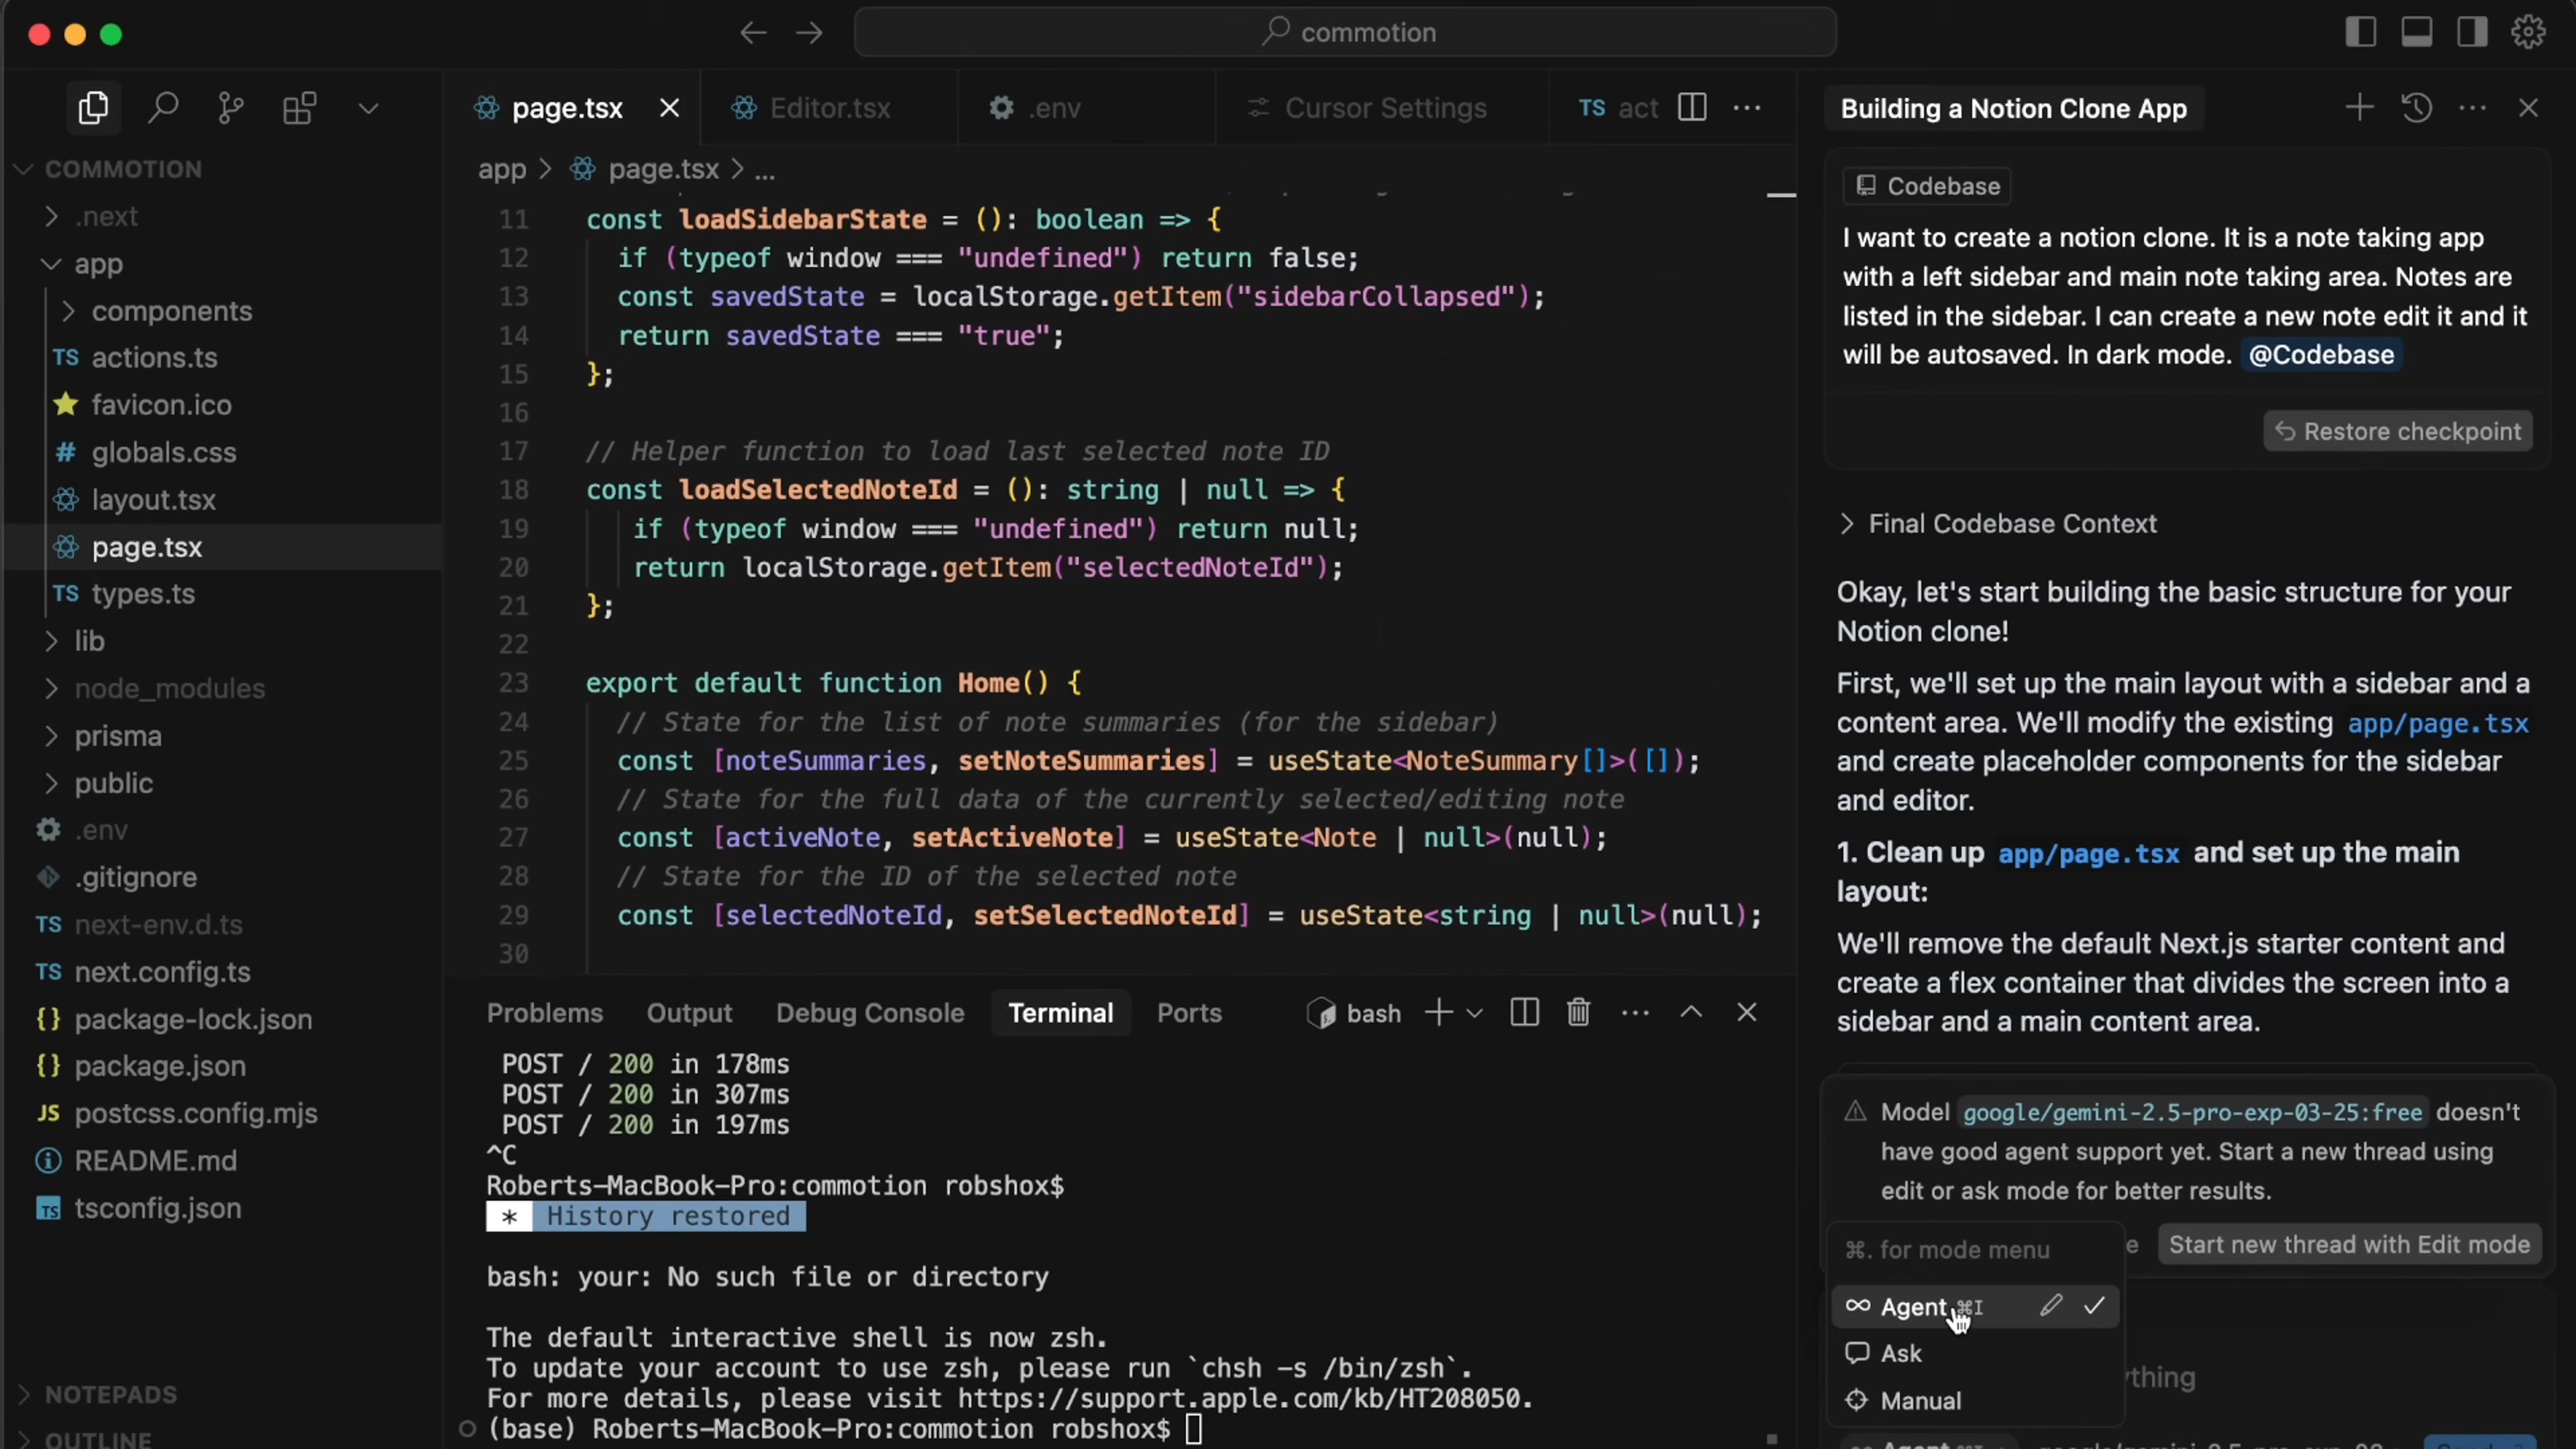 commotion
page.tsx
Editor.tsx
.env
Cursor Settings
TS act
COMMOTION
.next
app
components
TS actions.ts
favicon.ico
# globals.css
layout.tsx
page.tsx
TS types.ts
lib
node_modules
prisma
public
.env
.gitignore
TS next-env.d.ts
TS next.config.ts
{} package-lock.json
{} package.json
JS postcss.config.mjs
README.md
TS tsconfig.json
NOTEPADS
OUTLINE
app > page.tsx > ...
11 const loadSidebarState = (): boolean => {
12 if (typeof window === "undefined") return false;
13 const savedState = localStorage.getItem("sidebarCollapsed");
14 return savedState === "true";
15 };
16
17 // Helper function to load last selected note ID
18 const loadSelectedNoteId = (): string | null => {
19 if (typeof window === "undefined") return null;
20 return localStorage.getItem("selectedNoteId");
21 };
22
23 export default function Home() {
24 // State for the list of note summaries (for the sidebar)
25 const [noteSummaries, setNoteSummaries] = useState<NoteSummary[]>([]);
26 // State for the full data of the currently selected/editing note
27 const [activeNote, setActiveNote] = useState<Note | null>(null);
28 // State for the ID of the selected note
29 const [selectedNoteId, setSelectedNoteId] = useState<string | null>(null);
30
Problems Output Debug Console Terminal Ports
bash
POST / 200 in 178ms
POST / 200 in 307ms
POST / 200 in 197ms
^C
Roberts-MacBook-Pro:commotion robshox$
* History restored
bash: your: No such file or directory
The default interactive shell is now zsh.
To update your account to use zsh, please run `chsh -s /bin/zsh`.
For more details, please visit https://support.apple.com/kb/HT208050.
(base) Roberts-MacBook-Pro:commotion robshox$
Building a Notion Clone App
Codebase
I want to create a notion clone. It is a note taking app
with a left sidebar and main note taking area. Notes are
listed in the sidebar. I can create a new note edit it and it
will be autosaved. In dark mode. @Codebase
Restore checkpoint
Final Codebase Context
Okay, let's start building the basic structure for your
Notion clone!
First, we'll set up the main layout with a sidebar and a
content area. We'll modify the existing app/page.tsx
and create placeholder components for the sidebar
and editor.
1. Clean up app/page.tsx and set up the main
layout:
We'll remove the default Next.js starter content and
create a flex container that divides the screen into a
sidebar and a main content area.
Model google/gemini-2.5-pro-exp-03-25:free doesn't
have good agent support yet. Start a new thread using
edit or ask mode for better results.
Start new thread with Edit mode
⌘. for mode menu
Agent ⌘I
Ask
Manual